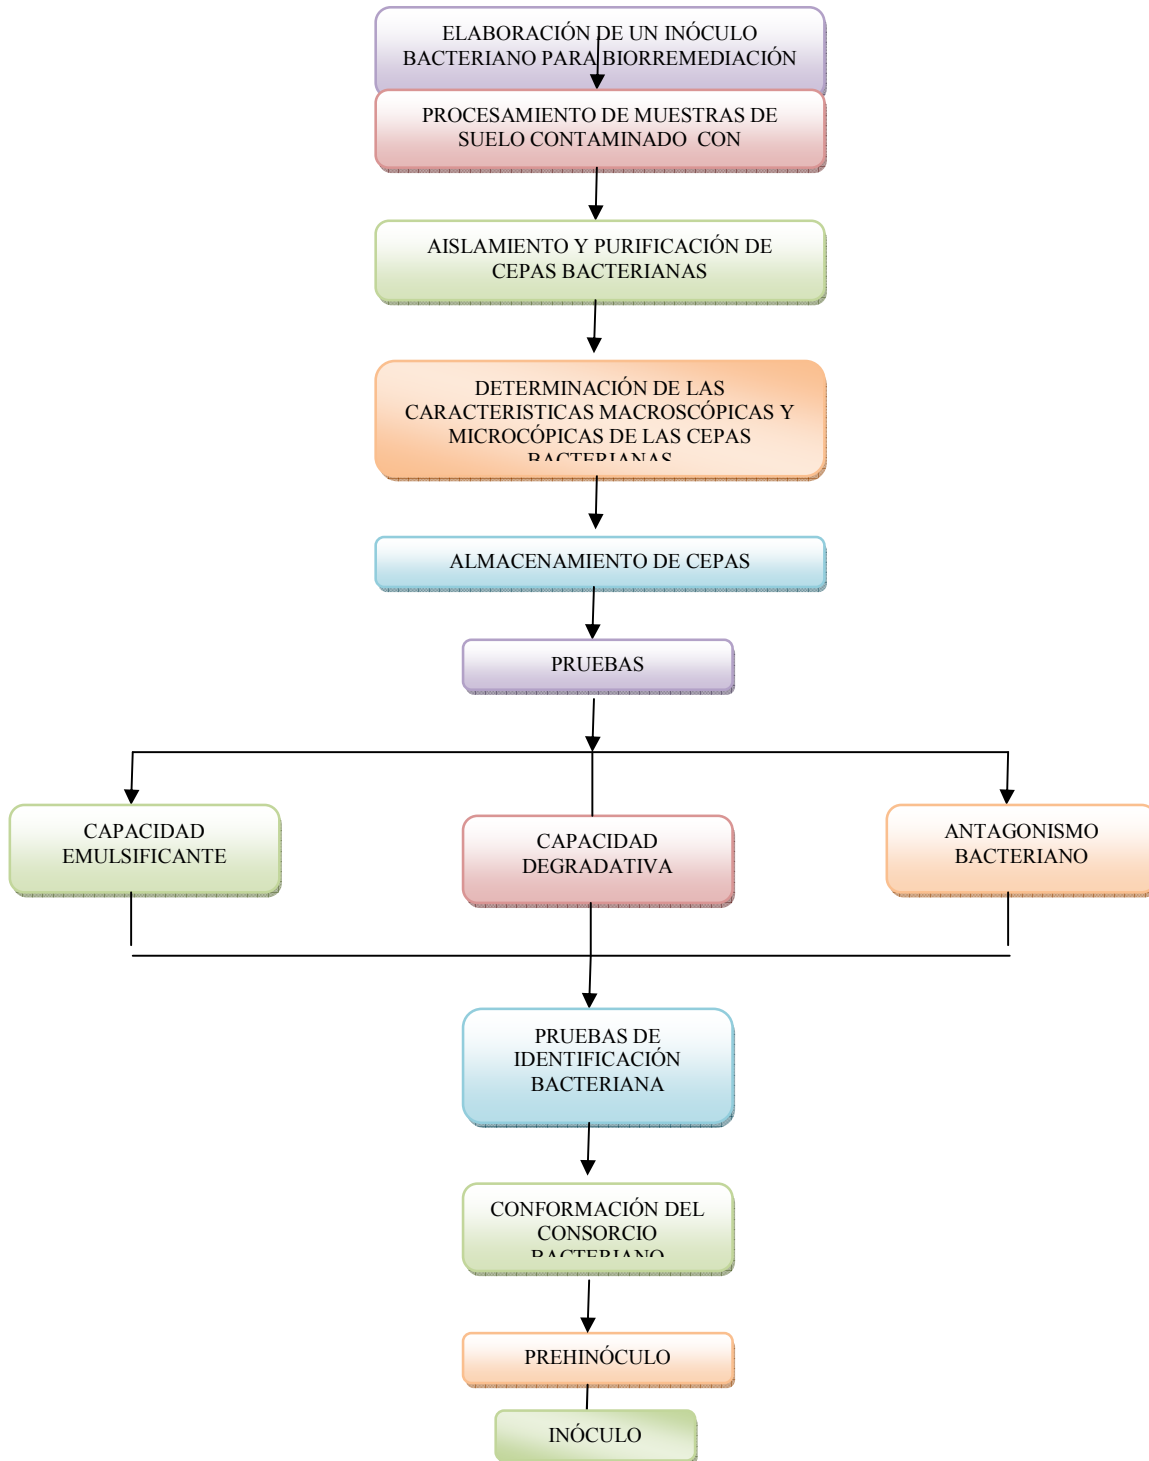 ELABORACIÓN DE UN INÓCULO
BACTERIANO PARA BIORREMEDIACIÓN
PROCESAMIENTO DE MUESTRAS DE
SUELO CONTAMINADO CON
AISLAMIENTO Y PURIFICACIÓN DE
CEPAS BACTERIANAS
DETERMINACIÓN DE LAS
CARACTERISTICAS MACROSCÓPICAS Y
MICROCÓPICAS DE LAS CEPAS
BACTERIANAS
ALMACENAMIENTO DE CEPAS
PRUEBAS
CAPACIDAD
EMULSIFICANTE
CAPACIDAD
DEGRADATIVA
ANTAGONISMO
BACTERIANO
PRUEBAS DE
IDENTIFICACIÓN
BACTERIANA
CONFORMACIÓN DEL
CONSORCIO
BACTERIANO
PREHINÓCULO
INÓCULO